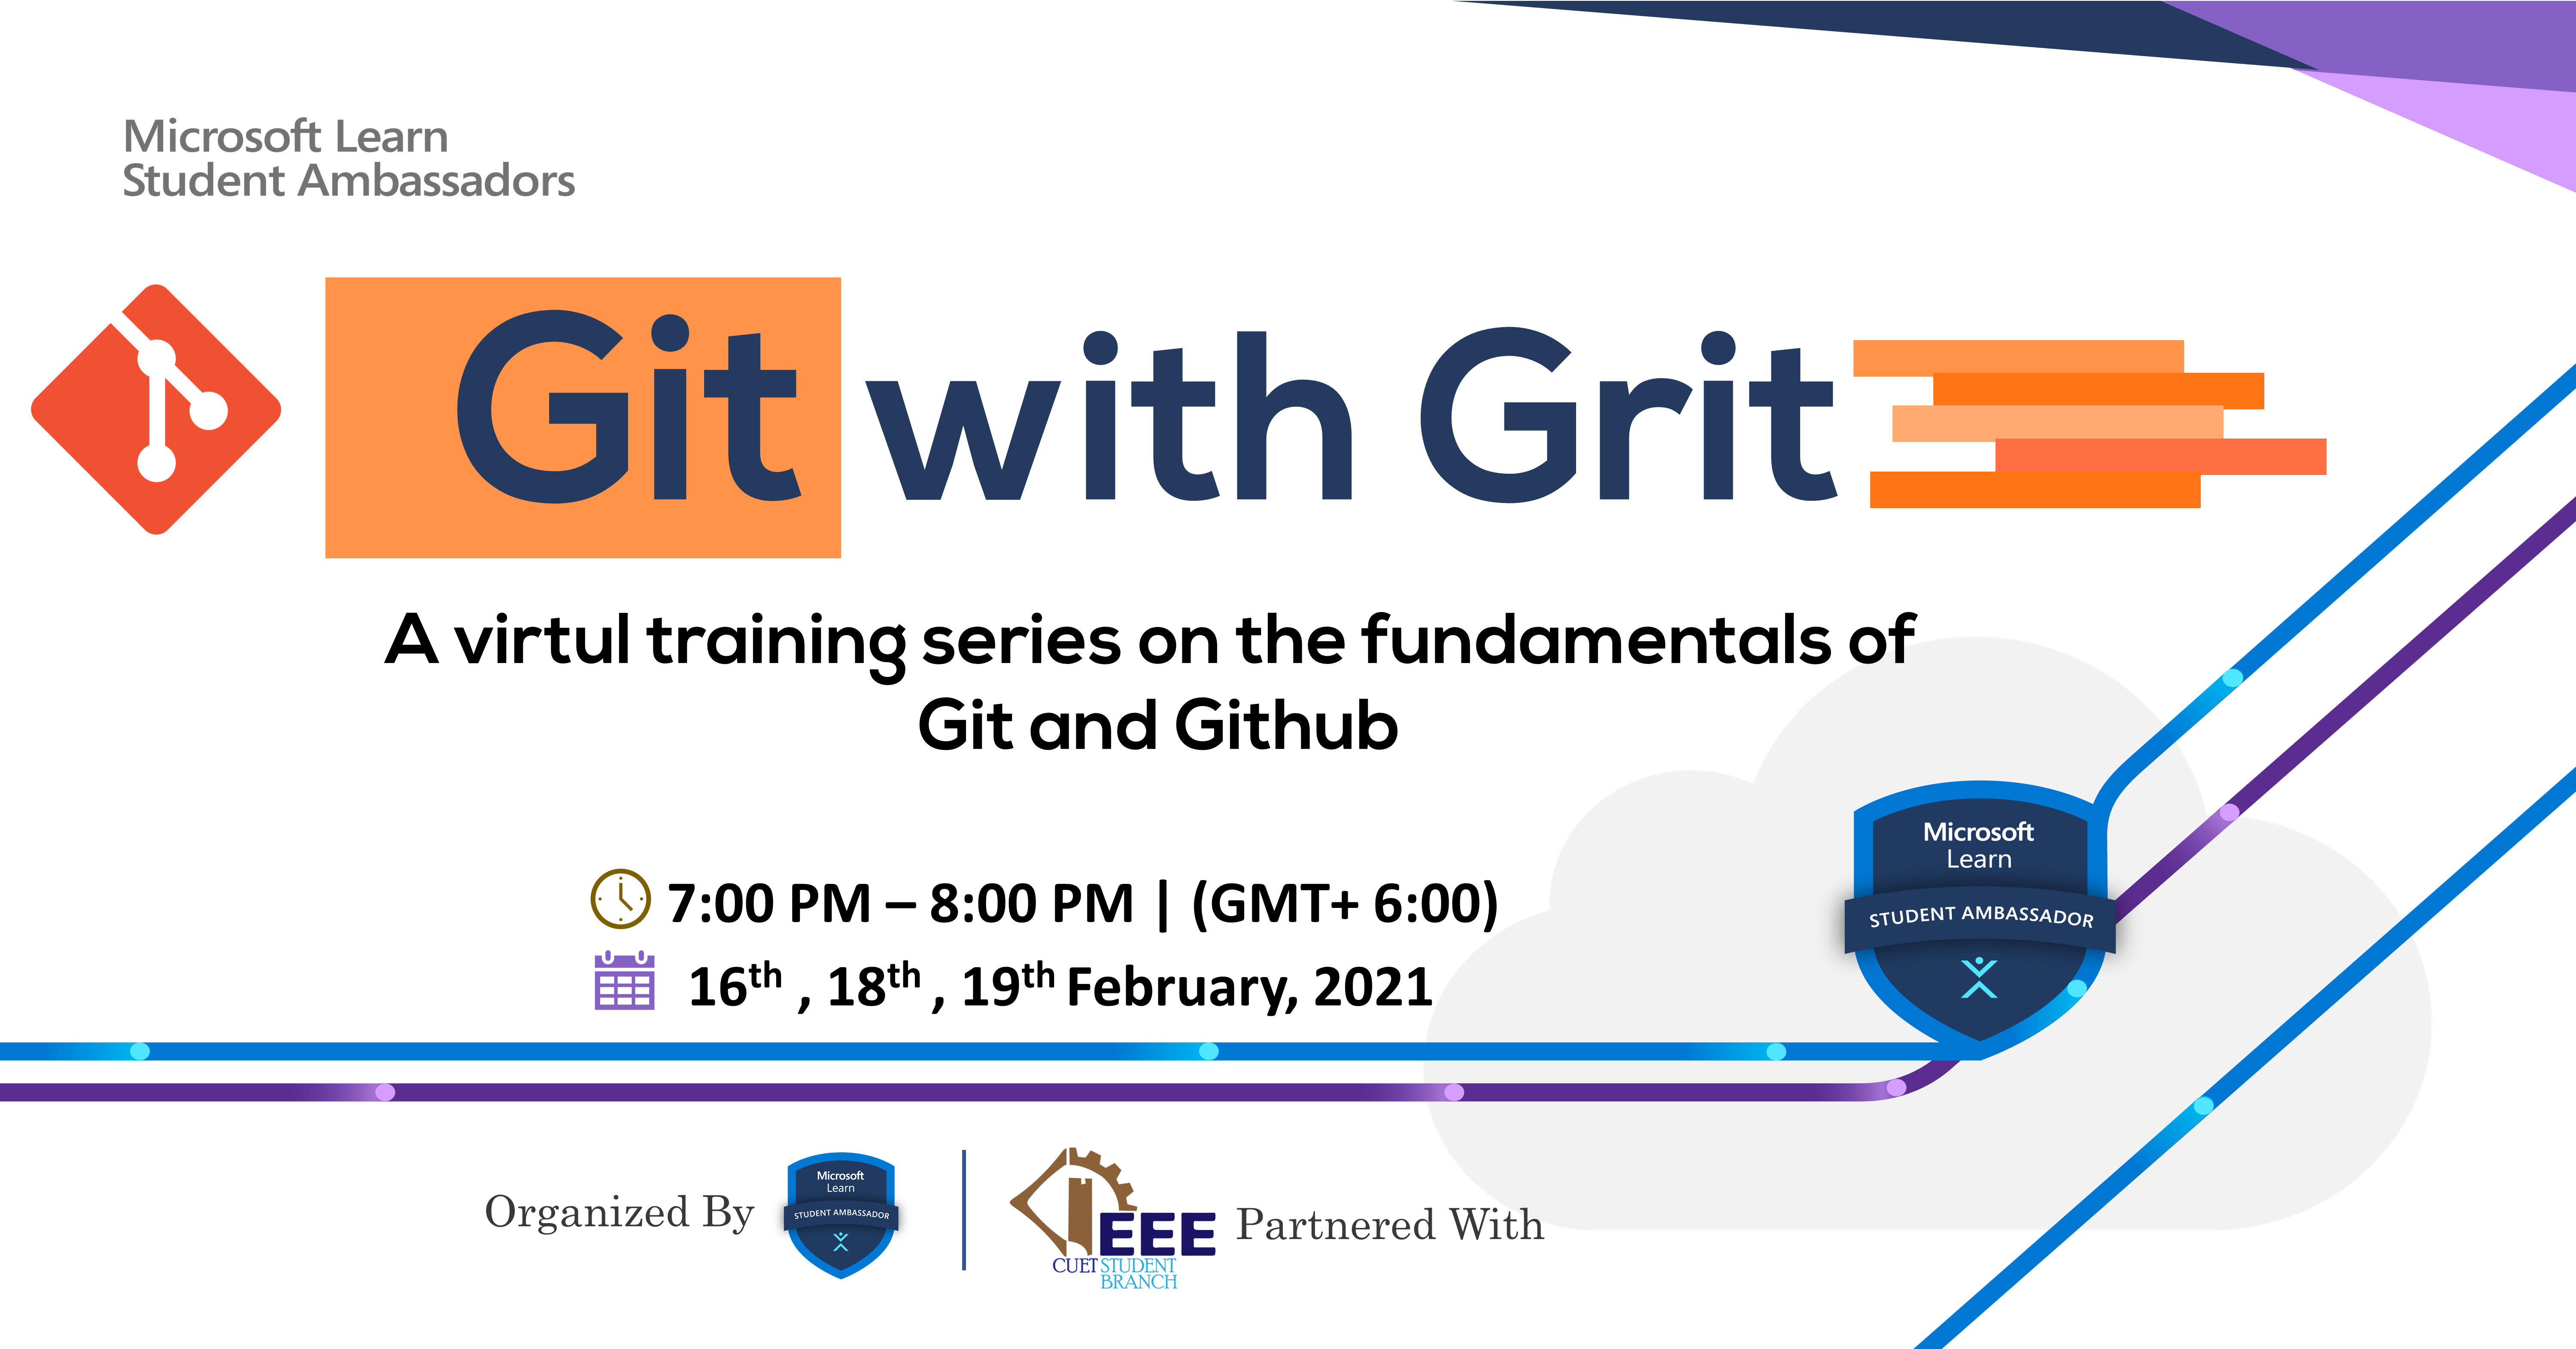 Microsoft Learn
Student Ambassadors
Git with Grit
A virtul training series on the fundamentals of
Git and Github
7:00 PM – 8:00 PM | (GMT+ 6:00)
16th , 18th , 19th February, 2021
Microsoft
Learn
STUDENT AMBASSADOR
Organized By
Microsoft
Learn
STUDENT AMBASSADOR
IEEE
CUET STUDENT
BRANCH
Partnered With